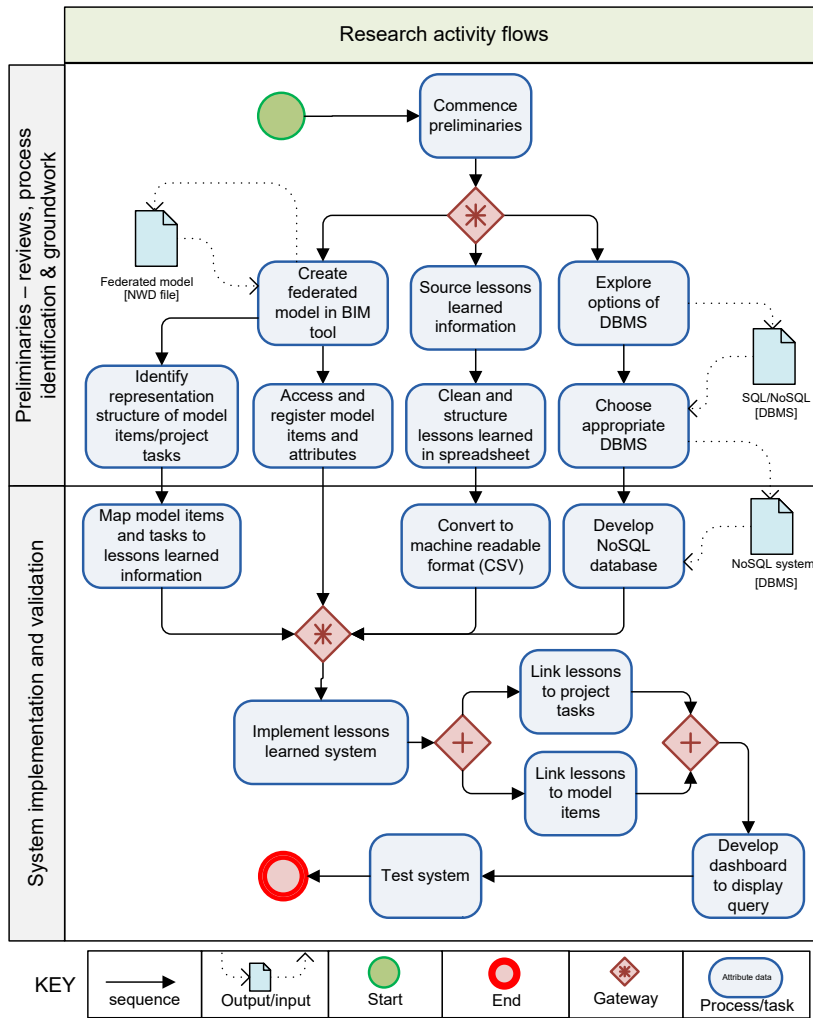 Research activity flows
Preliminaries – reviews, process
identification & groundwork
Commence
preliminaries
Federated model
[NWD file]
Create
federated
model in BIM
tool
Source lessons
learned
information
Explore
options of
DBMS
SQL/NoSQL
[DBMS]
Identify
representation
structure of model
items/project
tasks
Access and
register model
items and
attributes
Clean and
structure
lessons learned
in spreadsheet
Choose
appropriate
DBMS
System implementation and validation
Map model items
and tasks to
lessons learned
information
Convert to
machine readable
format (CSV)
Develop
NoSQL
database
NoSQL system
[DBMS]
Implement lessons
learned system
Link lessons
to project
tasks
Link lessons
to model
items
Develop
dashboard
to display
query
Test system
KEY
sequence
Output/input
Start
End
Gateway
Attribute data
Process/task